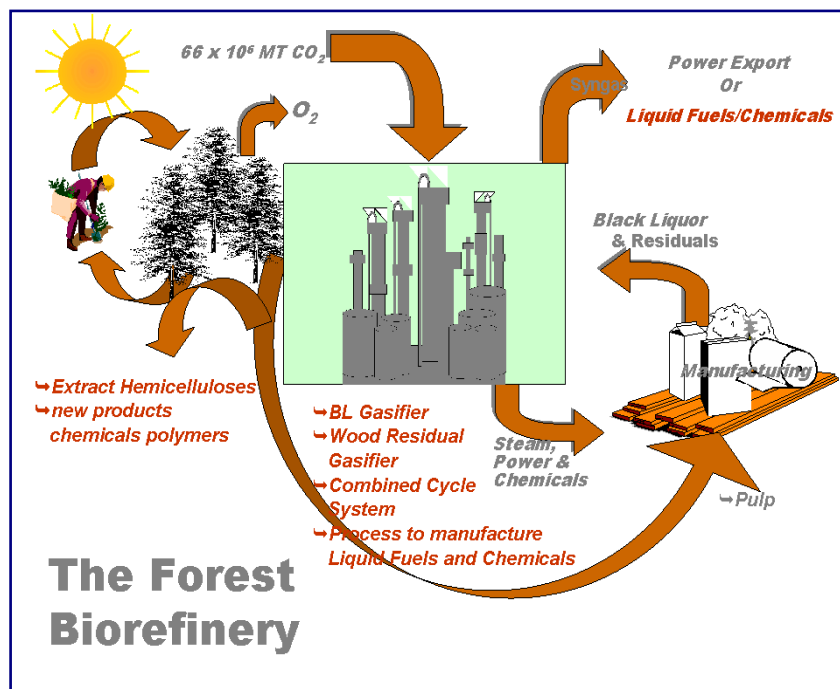 66 x 10⁶ MT CO₂
O₂
Syngas
Power Export
Or
Liquid Fuels/Chemicals
Black Liquor
& Residuals
Manufacturing
↪Extract Hemicelluloses
↪new products
chemicals polymers
↪BL Gasifier
↪Wood Residual
Gasifier
↪Combined Cycle
System
↪Process to manufacture
Liquid Fuels and Chemicals
Steam,
Power &
Chemicals
↪Pulp
The Forest
Biorefinery